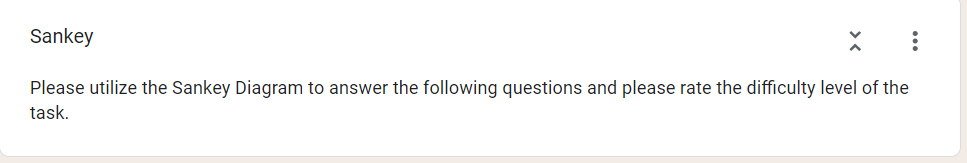 Sankey
Please utilize the Sankey Diagram to answer the following questions and please rate the difficulty level of the
task.